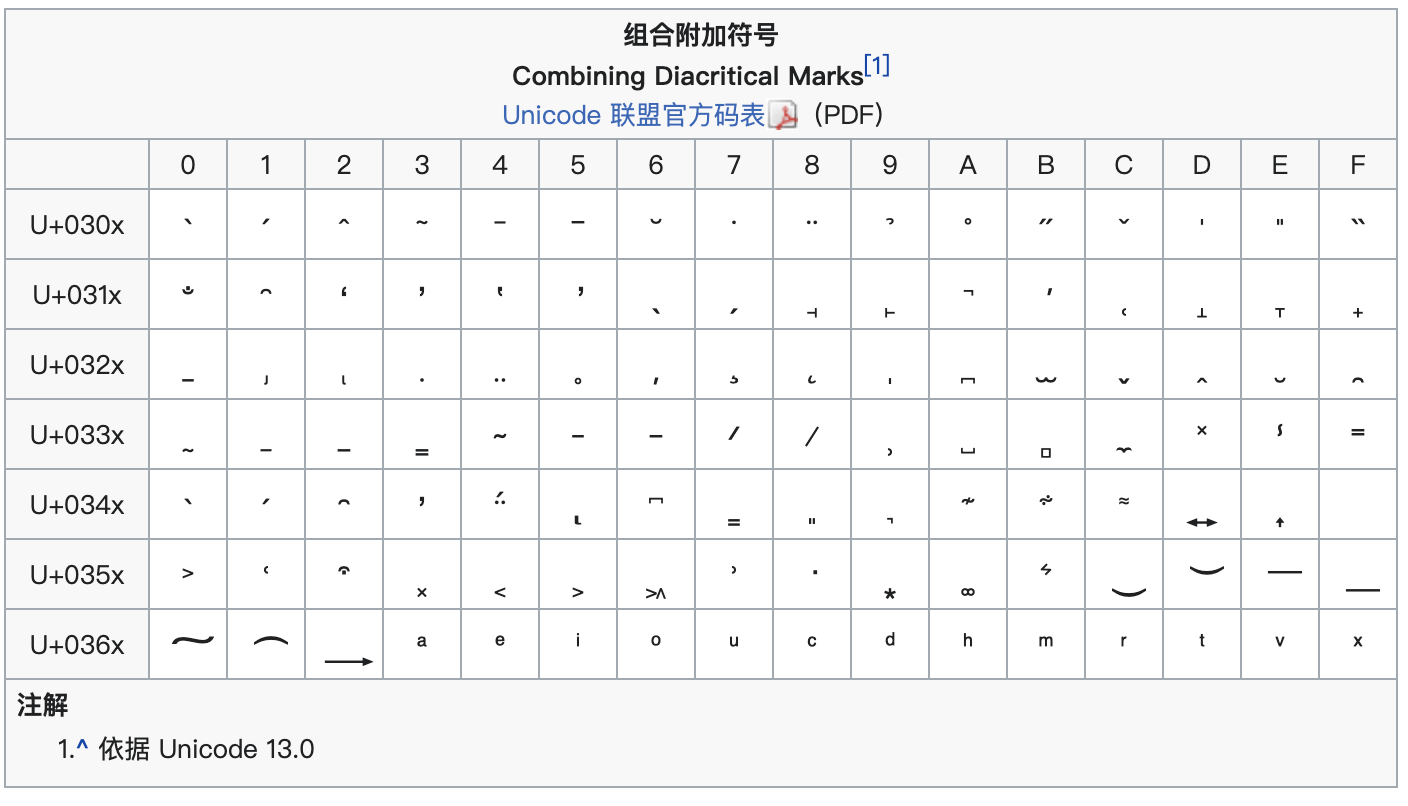 组合附加符号
Combining Diacritical Marks[1]
Unicode 联盟官方码表 (PDF)
0 1 2 3 4 5 6 7 8 9 A B C D E F
U+030x ◌̀ ◌́ ◌̂ ◌̃ ◌̄ ◌̅ ◌̆ ◌̇ ◌̈ ◌̉ ◌̊ ◌̋ ◌̌ ◌̍ ◌̎ ◌̏
U+031x ◌̐ ◌̑ ◌̒ ◌̓ ◌̔ ◌̕ ◌̖ ◌̗ ◌̘ ◌̙ ◌̚ ◌̛ ◌̜ ◌̝ ◌̞ ◌̟
U+032x ◌̠ ◌̡ ◌̢ ◌̣ ◌̤ ◌̥ ◌̦ ◌̧ ◌̨ ◌̩ ◌̪ ◌̫ ◌̬ ◌̭ ◌̮ ◌̯
U+033x ◌̰ ◌̱ ◌̲ ◌̳ ◌̴ ◌̵ ◌̶ ◌̷ ◌̸ ◌̹ ◌̺ ◌̻ ◌̼ ◌̽ ◌̾ ◌̿
U+034x ◌̀ ◌́ ◌͂ ◌̓ ◌̈́ ◌ͅ ◌͆ ◌͇ ◌͈ ◌͉ ◌͊ ◌͋ ◌͌ ◌͍ ◌͎
U+035x ◌͐ ◌͑ ◌͒ ◌͓ ◌͔ ◌͕ ◌͖ ◌͗ ◌͘ ◌͙ ◌͚ ◌͛ ◌͜ ◌͝ ◌͞ ◌͟
U+036x ◌͠ ◌͡ ◌͢ ◌ͣ ◌ͤ ◌ͥ ◌ͦ ◌ͧ ◌ͨ ◌ͩ ◌ͪ ◌ͫ ◌ͬ ◌ͭ ◌ͮ ◌ͯ
注解
1.^ 依据 Unicode 13.0